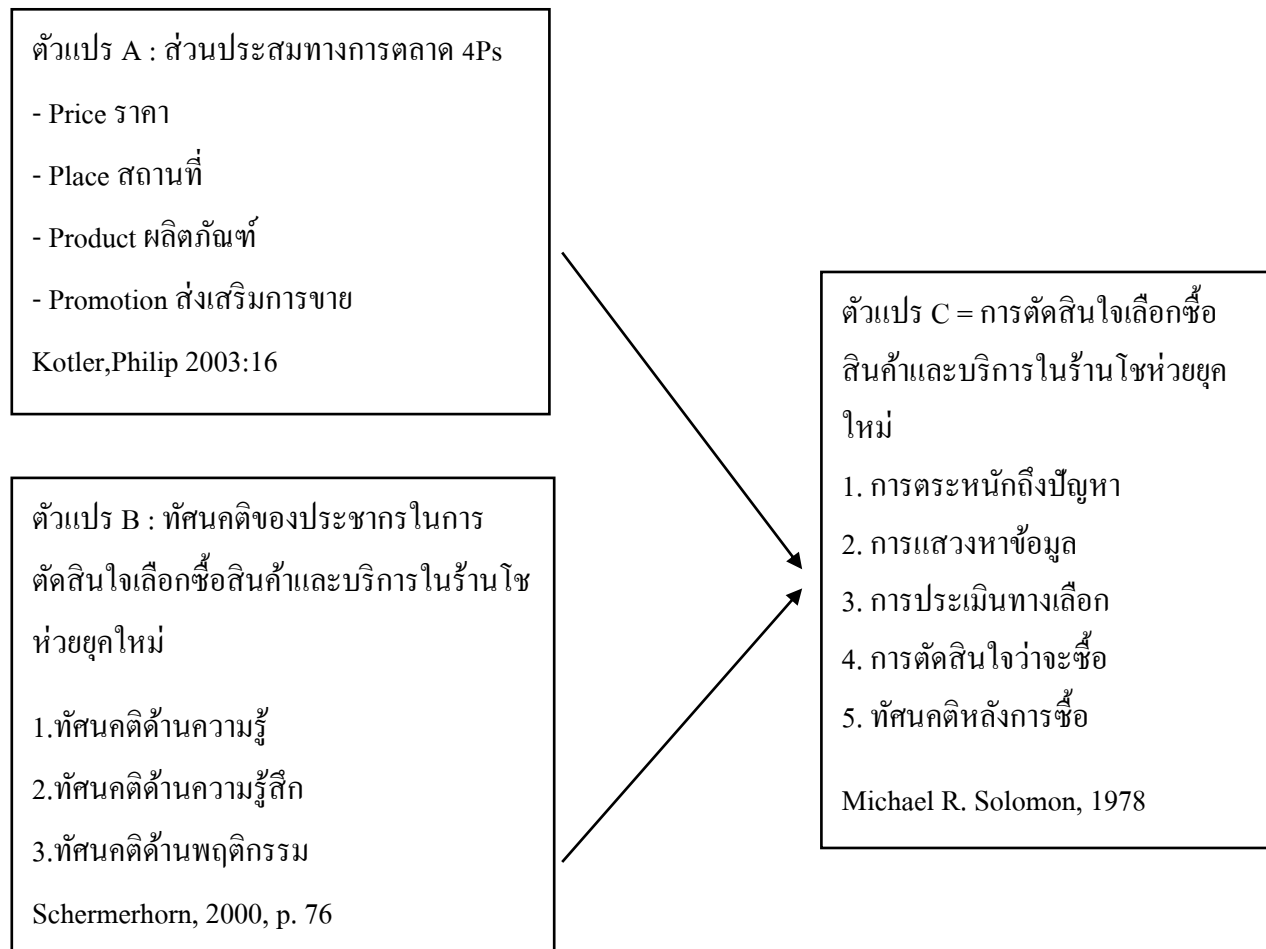 ตัวแปร A : ส่วนประสมทางการตลาด 4Ps
- Price ราคา
- Place สถานที่
- Product ผลิตภัณฑ์
- Promotion ส่งเสริมการขาย
Kotler,Philip 2003:16
ตัวแปร B : ทัศนคติของประชากรในการ
ตัดสินใจเลือกซื้อสินค้าและบริการในร้านโช
ห่วยยุคใหม่
1.ทัศนคติด้านความรู้
2.ทัศนคติด้านความรู้สึก
3.ทัศนคติด้านพฤติกรรม
Schermerhorn, 2000, p. 76
ตัวแปร C = การตัดสินใจเลือกซื้อ
สินค้าและบริการในร้านโชห่วยยุค
ใหม่
1. การตระหนักถึงปัญหา
2. การแสวงหาข้อมูล
3. การประเมินทางเลือก
4. การตัดสินใจว่าจะซื้อ
5. ทัศนคติหลังการซื้อ
Michael R. Solomon, 1978